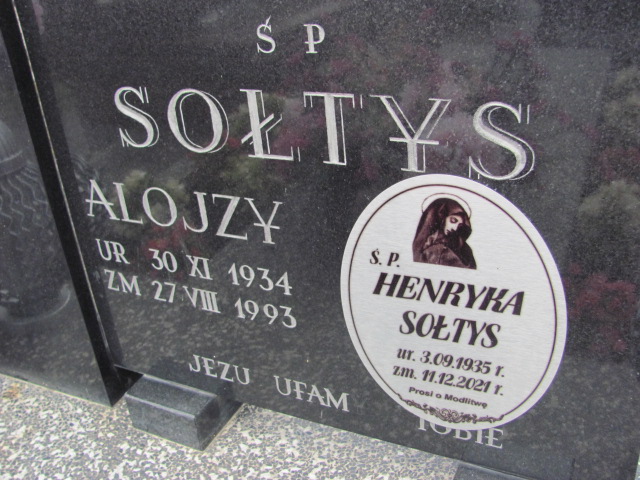 Ś P
SOŁTYS
ALOJZY
UR 30 XI 1934
ZM 27 VIII 1993
JEZU UFAM TOBIE
Ś. P.
HENRYKA
SOŁTYS
ur. 3.09.1935 r.
zm. 11.12.2021 r.
Prosi o Modlitwę